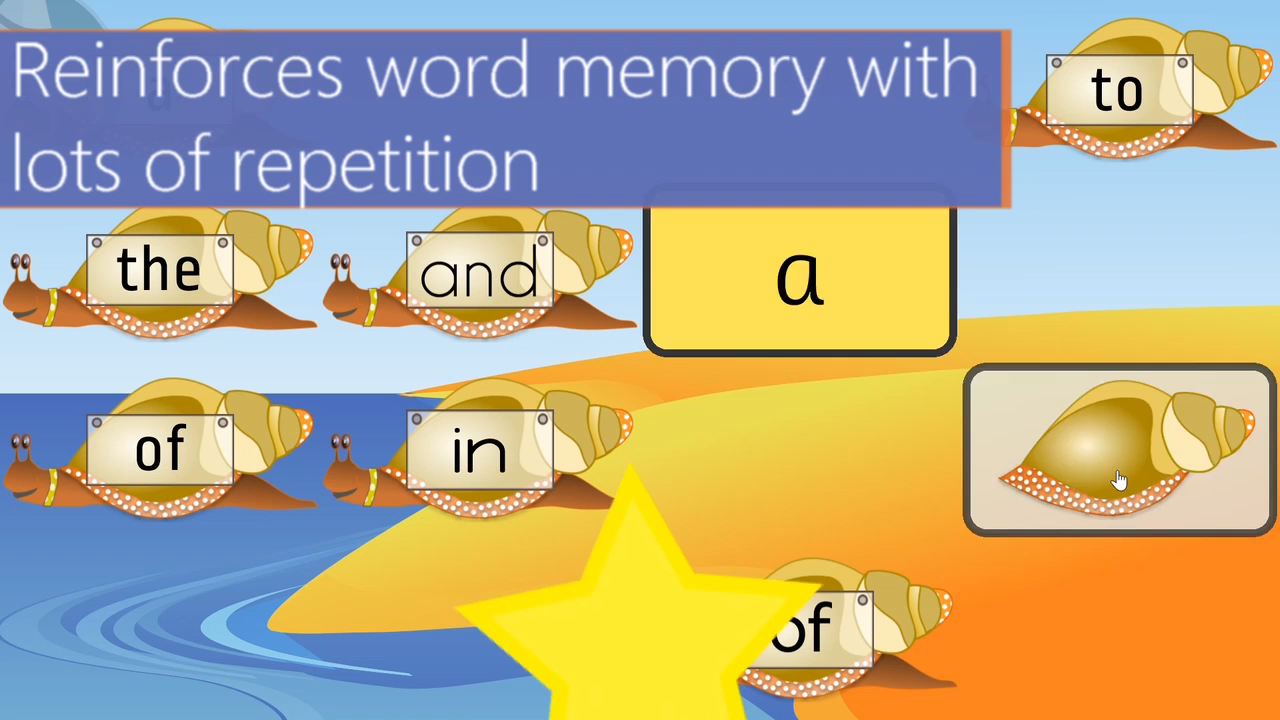 Reinforces word memory with
lots of repetition
to
the
and
a
of
in
of